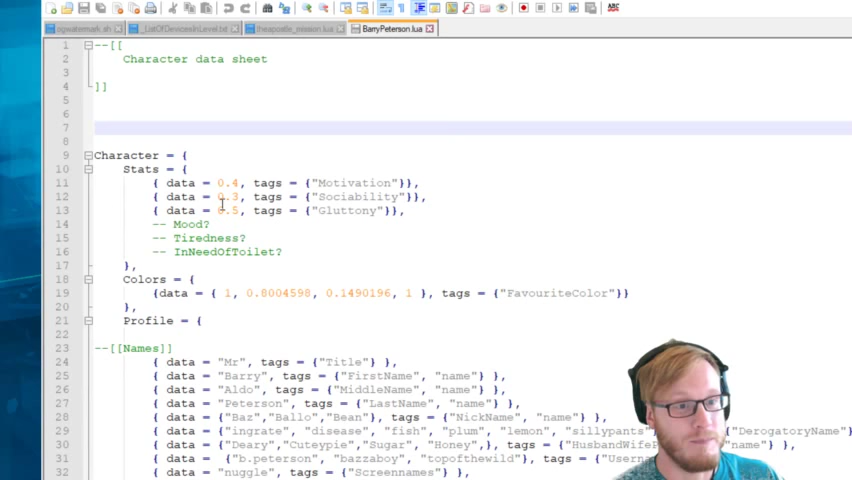 ogwatermark.sh
_ListOfDevicesInLevel.txt
theapostle_mission.lua
BarryPeterson.lua
1 --[[
2 Character data sheet
3
4 ]]
5
6
7
8
9 Character = {
10 Stats = {
11 { data = 0.4, tags = {"Motivation"}},
12 { data = 0.3, tags = {"Sociability"}},
13 { data = 0.5, tags = {"Gluttony"}},
14 -- Mood?
15 -- Tiredness?
16 -- InNeedOfToilet?
17 },
18 Colors = {
19 {data = { 1, 0.8004598, 0.1490196, 1 }, tags = {"FavouriteColor"}}
20 },
21 Profile = {
22
23 --[[Names]]
24 { data = "Mr", tags = {"Title"} },
25 { data = "Barry", tags = {"FirstName", "name"} },
26 { data = "Aldo", tags = {"MiddleName", "name"} },
27 { data = "Peterson", tags = {"LastName", "name"} },
28 { data = {"Baz","Ballo","Bean"}, tags = {"NickName", "name"} },
29 { data = {"ingrate", "disease", "fish", "plum", "lemon", "sillypants" {"DerogatoryName"
30 { data = {"Deary","Cuteypie","Sugar", "Honey",}, tags = {"HusbandWife name"} },
31 { data = {"b.peterson", "bazzaboy", "topofthewild"}, tags = {"Usern
32 { data = "nuggle", tags = {"Screennames"} },